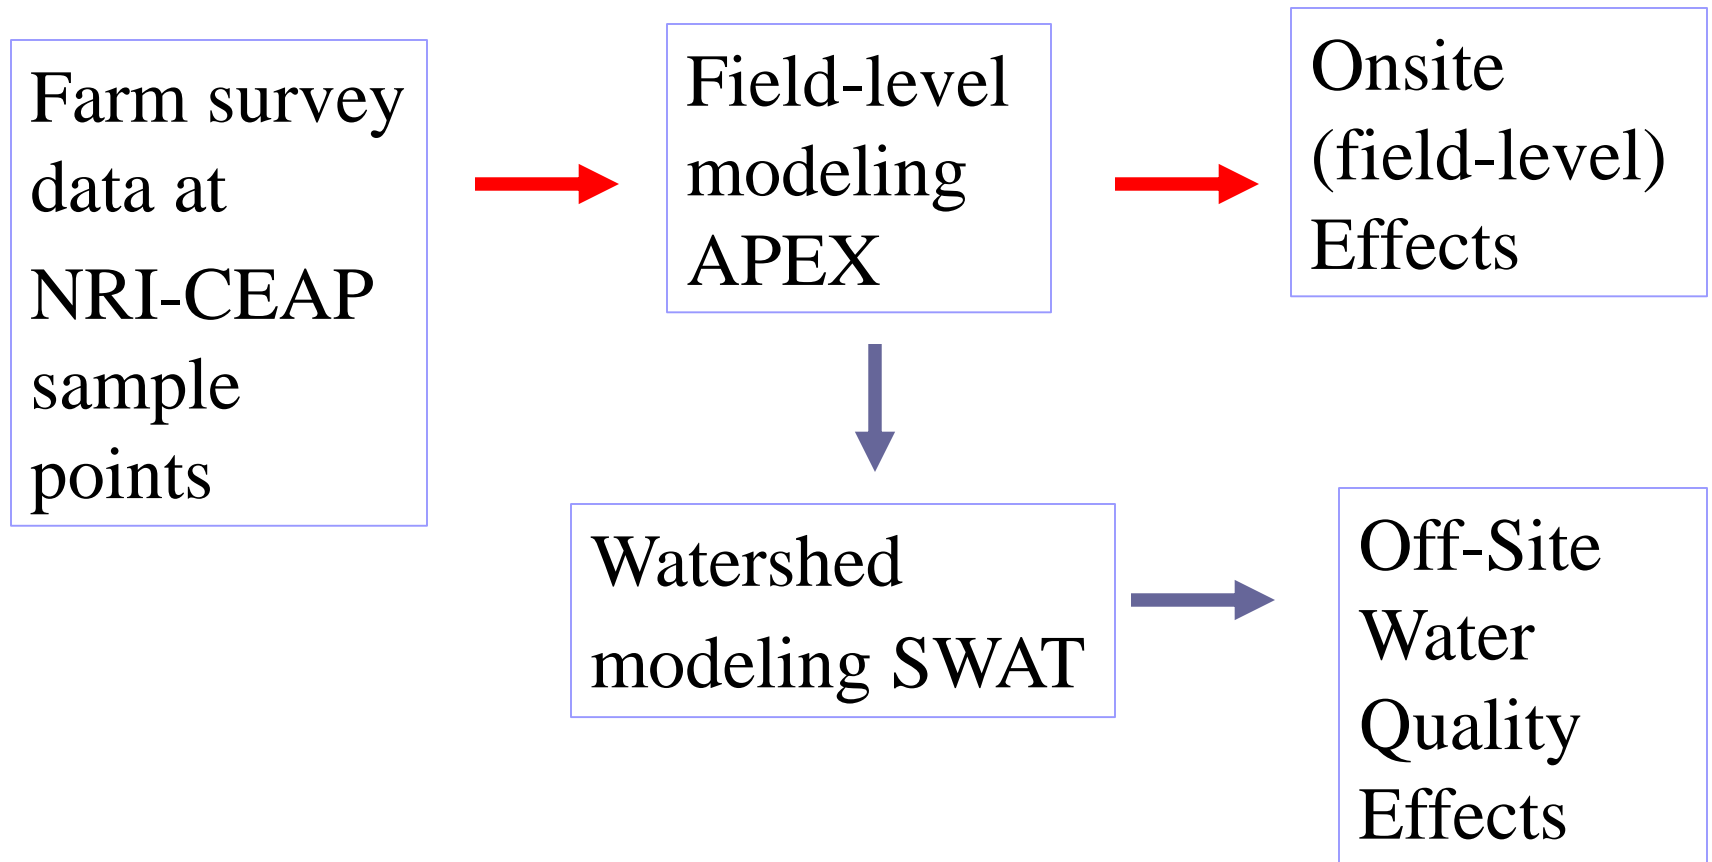 Farm survey
data at
NRI-CEAP
sample
points
Field-level
modeling
APEX
Onsite
(field-level)
Effects
Watershed
modeling SWAT
Off-Site
Water
Quality
Effects